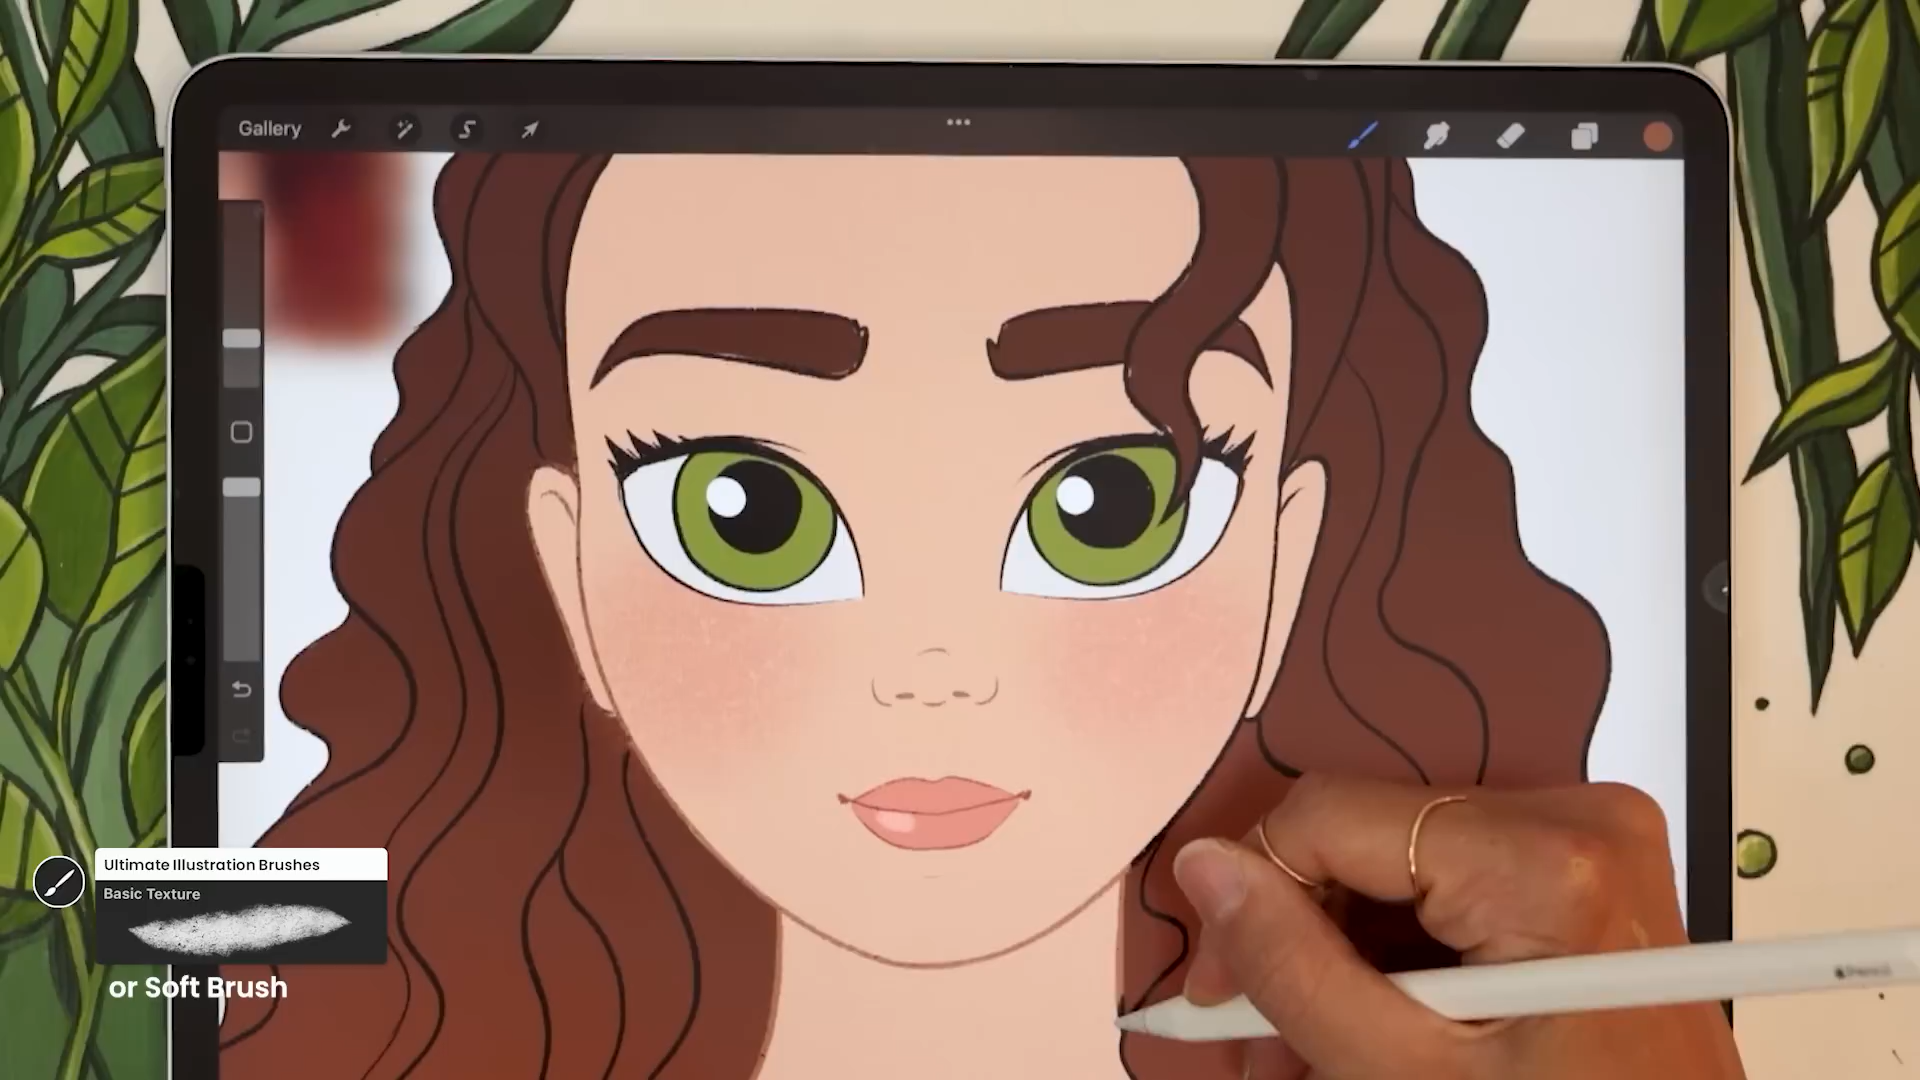 Gallery
Ultimate Illustration Brushes
Basic Texture
or Soft Brush